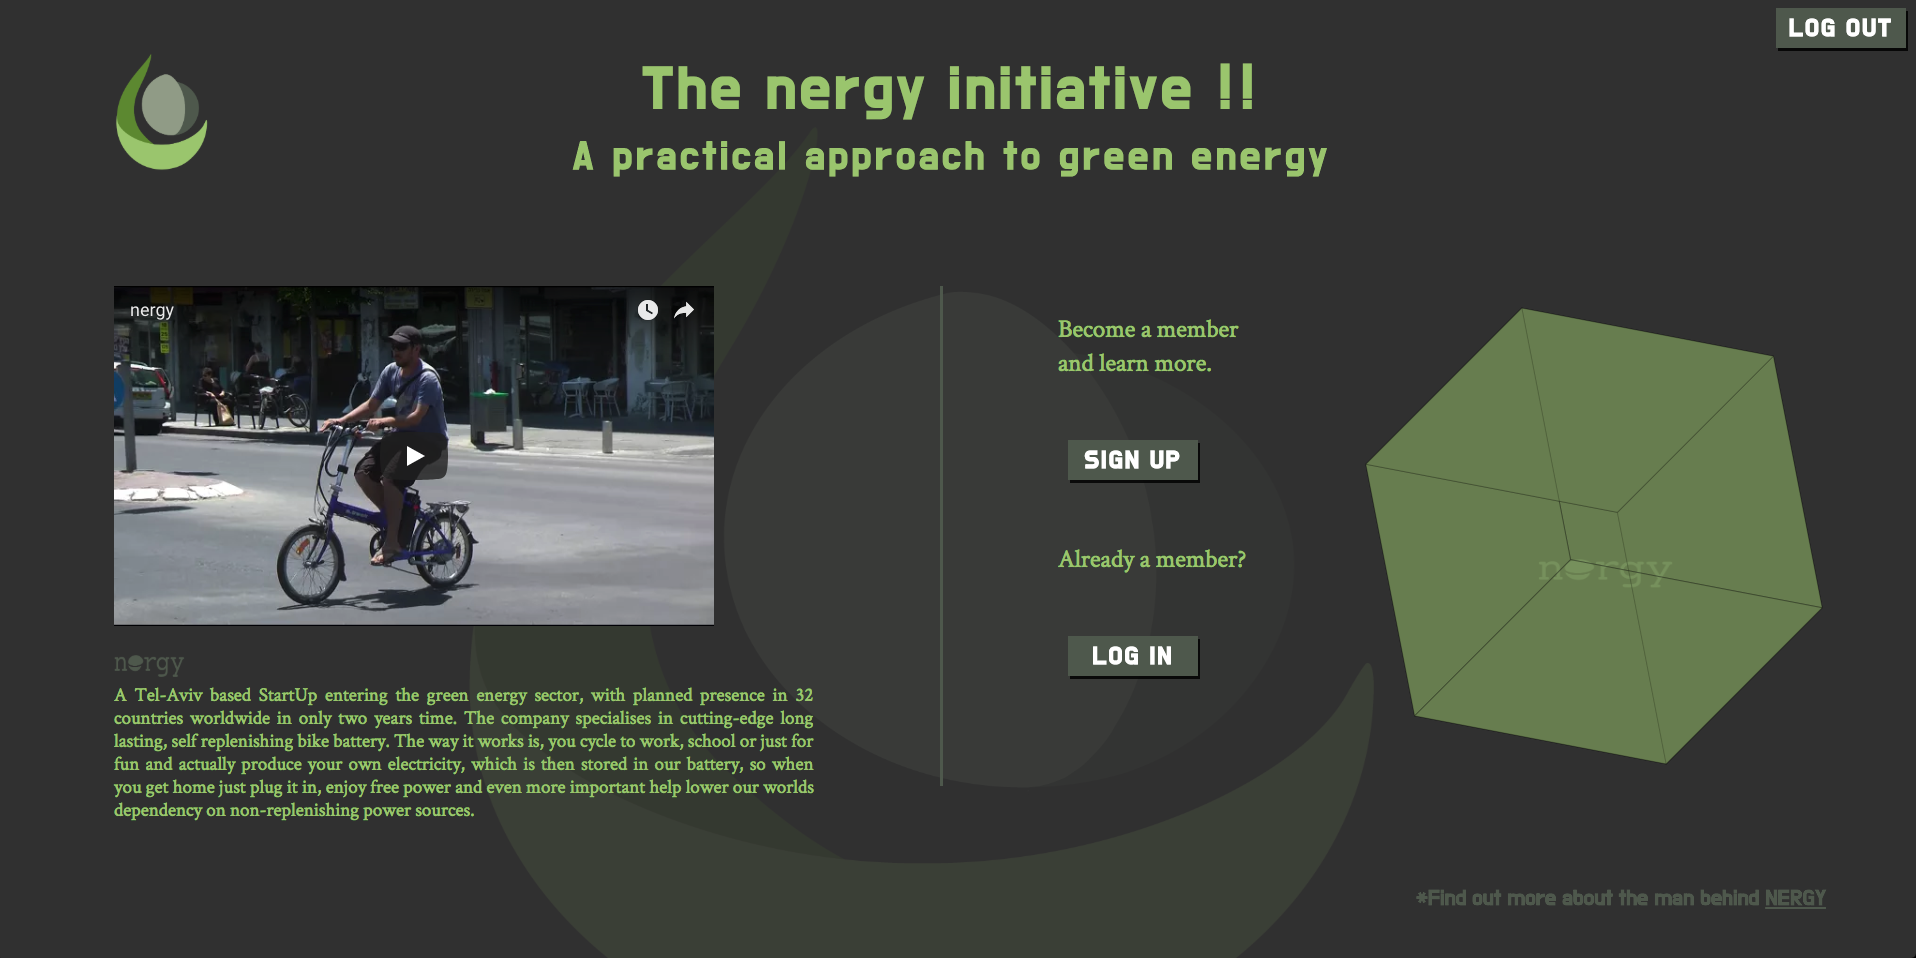 LOG OUT
The nergy initiative !!
A practical approach to green energy
nergy
Become a member
and learn more.
SIGN UP
Already a member?
LOG IN
nergy
nergy
A Tel-Aviv based StartUp entering the green energy sector, with planned presence in 32
countries worldwide in only two years time. The company specialises in cutting-edge long
lasting, self replenishing bike battery. The way it works is, you cycle to work, school or just for
fun and actually produce your own electricity, which is then stored in our battery, so when
you get home just plug it in, enjoy free power and even more important help lower our worlds
dependency on non-replenishing power sources.
*Find out more about the man behind NERGY